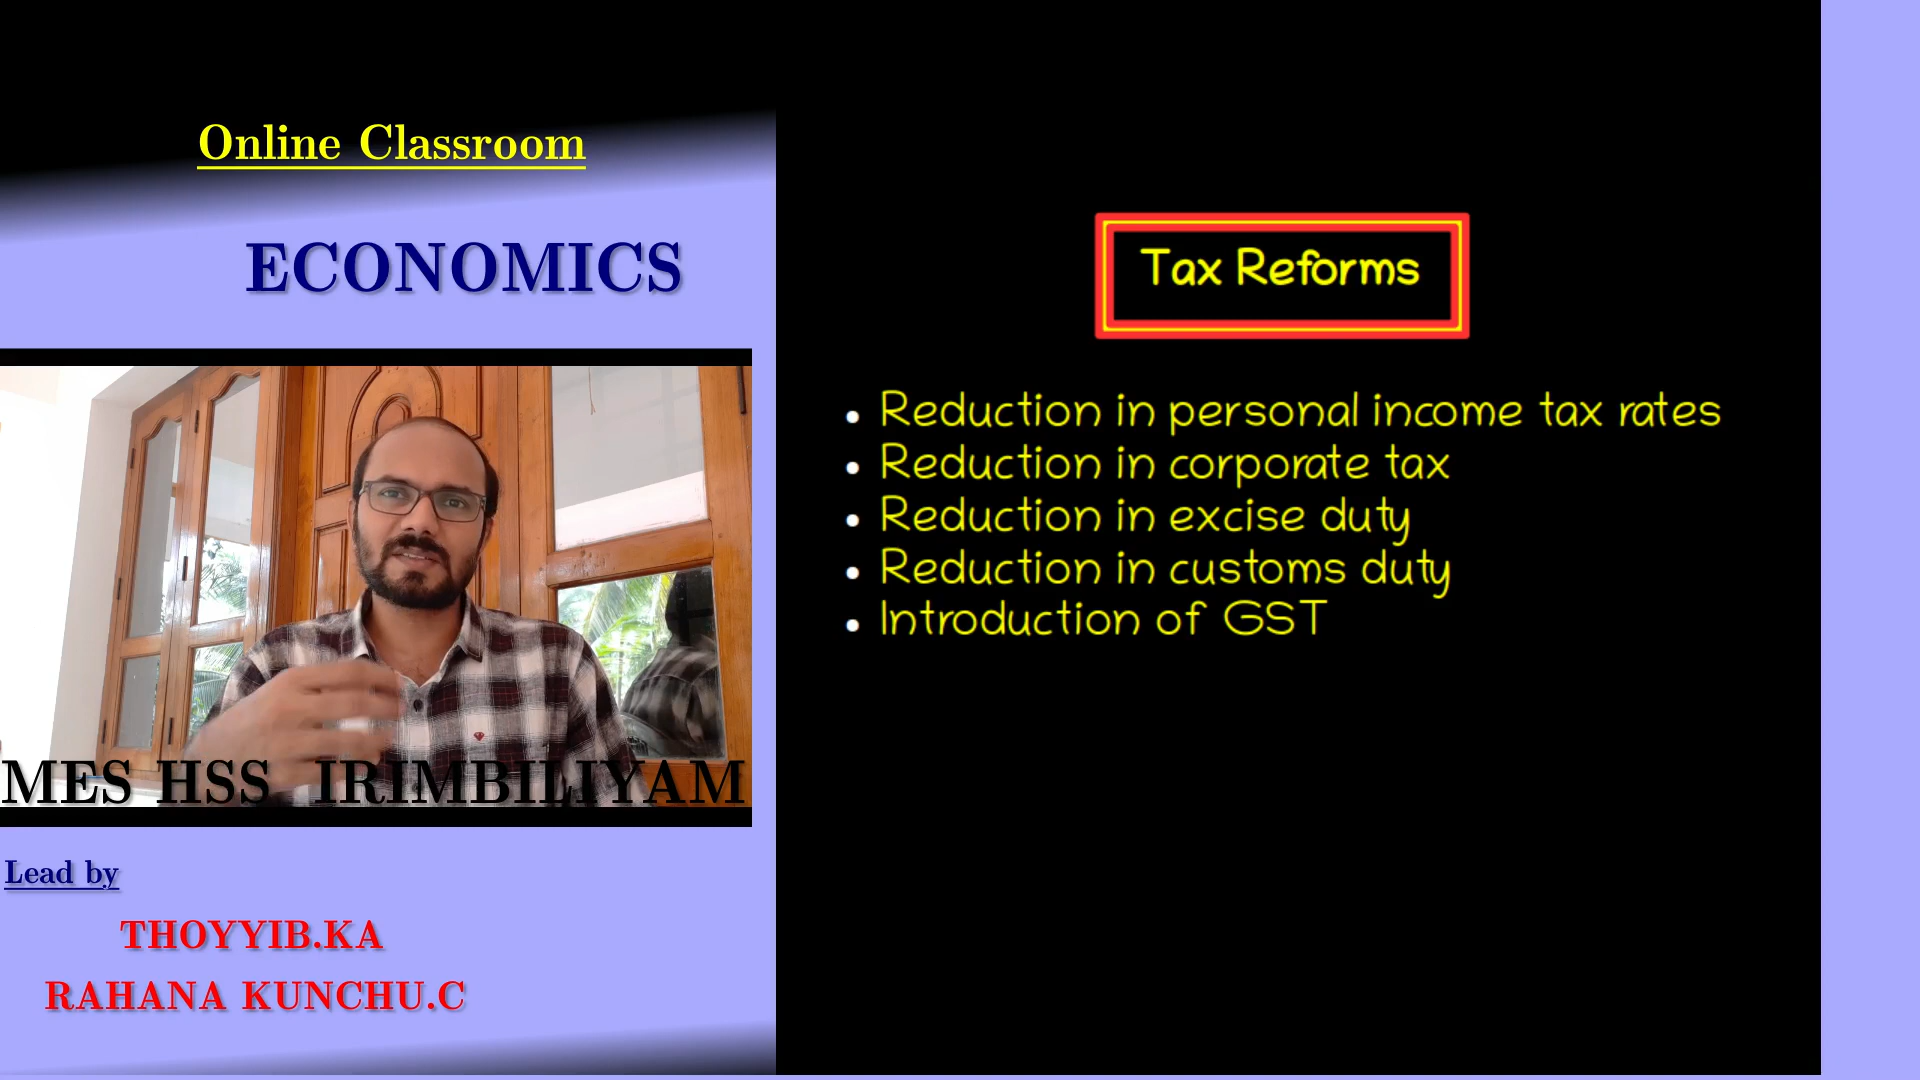 Online Classroom
ECONOMICS
MES HSS IRIMBILIYAM
Lead by
THOYYIB.KA
RAHANA KUNCHU.C
Tax Reforms
• Reduction in personal income tax rates
• Reduction in corporate tax
• Reduction in excise duty
• Reduction in customs duty
• Introduction of GST